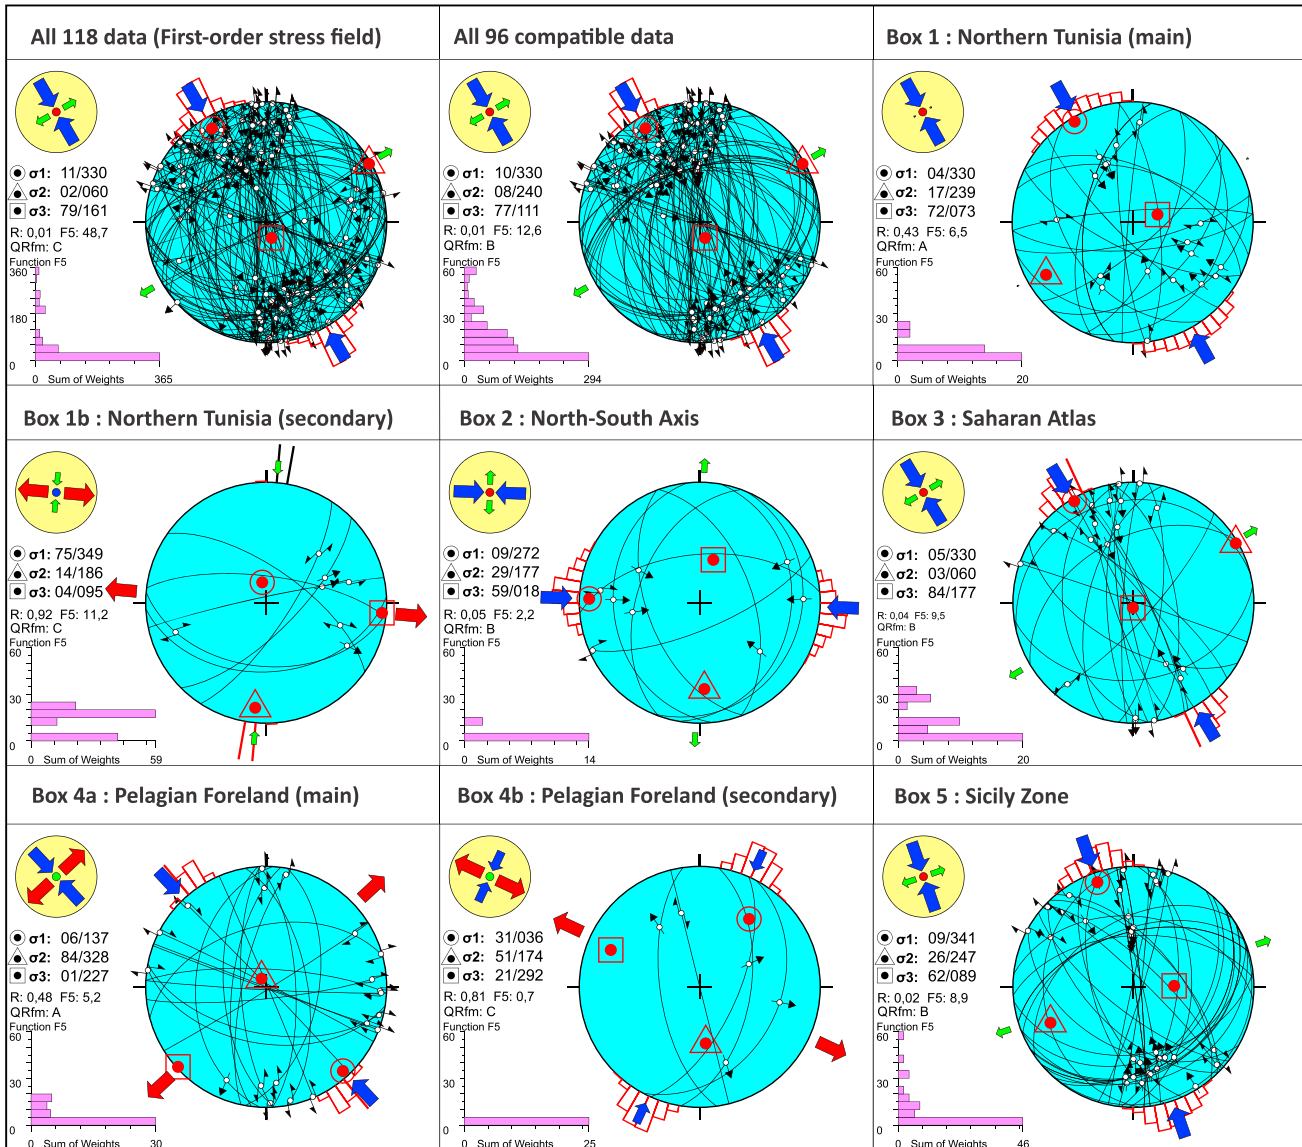 All 118 data (First-order stress field)
σ1: 11/330
σ2: 02/060
σ3: 79/161
R: 0,01 F5: 48,7
QRfm: C
Function F5
360
180
0
0 Sum of Weights 365
All 96 compatible data
σ1: 10/330
σ2: 08/240
σ3: 77/111
R: 0,01 F5: 12,6
QRfm: B
Function F5
60
30
0
0 Sum of Weights 294
Box 1 : Northern Tunisia (main)
σ1: 04/330
σ2: 17/239
σ3: 72/073
R: 0,43 F5: 6,5
QRfm: A
Function F5
60
30
0
0 Sum of Weights 20
Box 1b : Northern Tunisia (secondary)
σ1: 75/349
σ2: 14/186
σ3: 04/095
R: 0,92 F5: 11,2
QRfm: C
Function F5
60
30
0
0 Sum of Weights 59
Box 2 : North-South Axis
σ1: 09/272
σ2: 29/177
σ3: 59/018
R: 0,05 F5: 2,2
QRfm: B
Function F5
60
30
0
0 Sum of Weights 14
Box 3 : Saharan Atlas
σ1: 05/330
σ2: 03/060
σ3: 84/177
R: 0,04 F5: 9,5
QRfm: B
Function F5
60
30
0
0 Sum of Weights 20
Box 4a : Pelagian Foreland (main)
σ1: 06/137
σ2: 84/328
σ3: 01/227
R: 0,48 F5: 5,2
QRfm: A
Function F5
60
30
0
0 Sum of Weights 30
Box 4b : Pelagian Foreland (secondary)
σ1: 31/036
σ2: 51/174
σ3: 21/292
R: 0,81 F5: 0,7
QRfm: C
Function F5
60
30
0
0 Sum of Weights 25
Box 5 : Sicily Zone
σ1: 09/341
σ2: 26/247
σ3: 62/089
R: 0,02 F5: 8,9
QRfm: B
Function F5
60
30
0
0 Sum of Weights 46